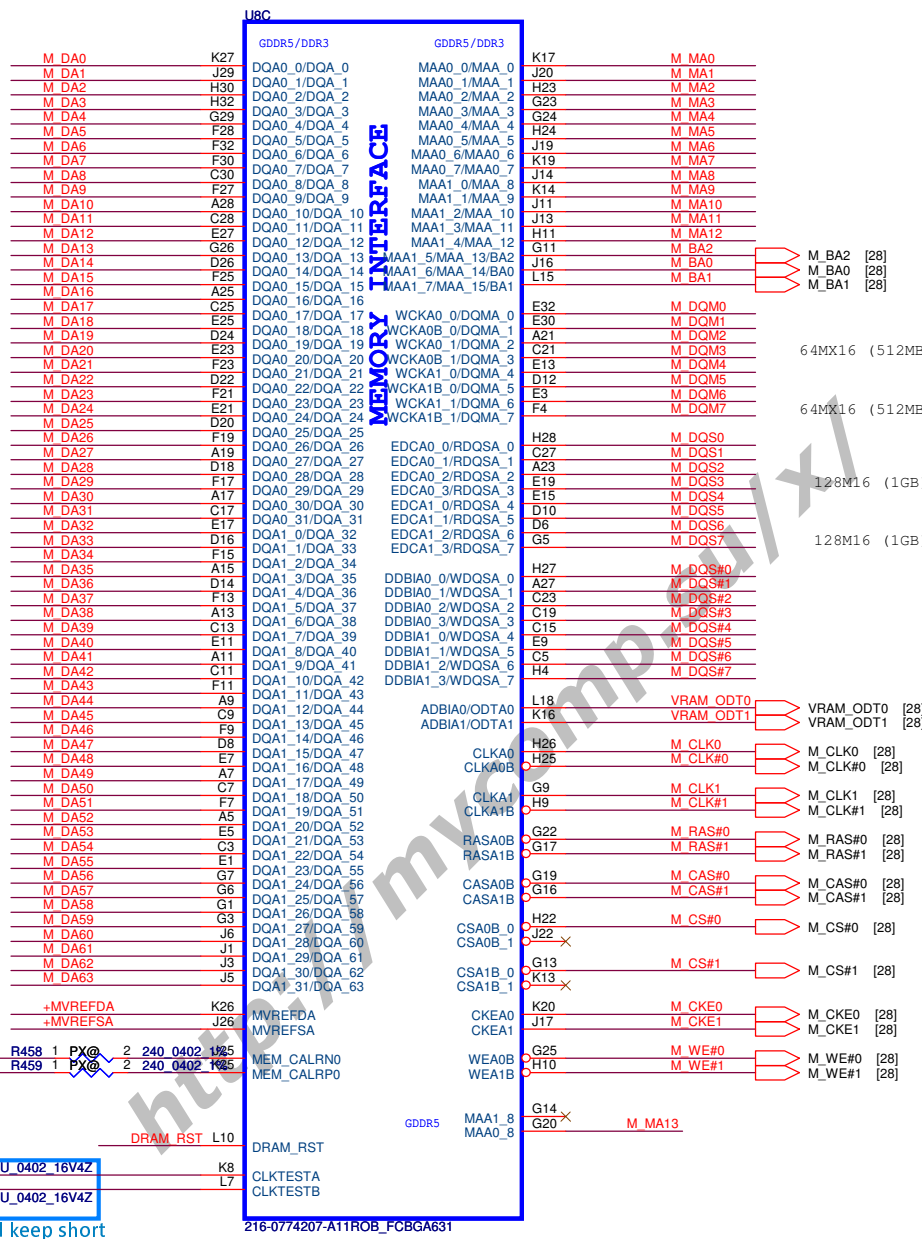 U8C
GDDR5/DDR3 GDDR5/DDR3
MEMORY INTERFACE
M_DA0 K27 DQA0_0/DQA_0
M_DA1 J29 DQA0_1/DQA_1
M_DA2 H30 DQA0_2/DQA_2
M_DA3 H32 DQA0_3/DQA_3
M_DA4 G29 DQA0_4/DQA_4
M_DA5 F28 DQA0_5/DQA_5
M_DA6 F32 DQA0_6/DQA_6
M_DA7 F30 DQA0_7/DQA_7
M_DA8 C30 DQA0_8/DQA_8
M_DA9 F27 DQA0_9/DQA_9
M_DA10 A28 DQA0_10/DQA_10
M_DA11 C28 DQA0_11/DQA_11
M_DA12 E27 DQA0_12/DQA_12
M_DA13 G26 DQA0_13/DQA_13
M_DA14 D26 DQA0_14/DQA_14
M_DA15 F25 DQA0_15/DQA_15
M_DA16 A25 DQA0_16/DQA_16
M_DA17 C25 DQA0_17/DQA_17
M_DA18 E25 DQA0_18/DQA_18
M_DA19 D24 DQA0_19/DQA_19
M_DA20 E23 DQA0_20/DQA_20
M_DA21 F23 DQA0_21/DQA_21
M_DA22 D22 DQA0_22/DQA_22
M_DA23 F21 DQA0_23/DQA_23
M_DA24 E21 DQA0_24/DQA_24
M_DA25 D20 DQA0_25/DQA_25
M_DA26 F19 DQA0_26/DQA_26
M_DA27 A19 DQA0_27/DQA_27
M_DA28 D18 DQA0_28/DQA_28
M_DA29 F17 DQA0_29/DQA_29
M_DA30 A17 DQA0_30/DQA_30
M_DA31 C17 DQA0_31/DQA_31
M_DA32 E17 DQA1_0/DQA_32
M_DA33 D16 DQA1_1/DQA_33
M_DA34 F15 DQA1_2/DQA_34
M_DA35 A15 DQA1_3/DQA_35
M_DA36 D14 DQA1_4/DQA_36
M_DA37 F13 DQA1_5/DQA_37
M_DA38 A13 DQA1_6/DQA_38
M_DA39 C13 DQA1_7/DQA_39
M_DA40 E11 DQA1_8/DQA_40
M_DA41 A11 DQA1_9/DQA_41
M_DA42 C11 DQA1_10/DQA_42
M_DA43 F11 DQA1_11/DQA_43
M_DA44 A9 DQA1_12/DQA_44
M_DA45 C9 DQA1_13/DQA_45
M_DA46 F9 DQA1_14/DQA_46
M_DA47 D8 DQA1_15/DQA_47
M_DA48 E7 DQA1_16/DQA_48
M_DA49 A7 DQA1_17/DQA_49
M_DA50 C7 DQA1_18/DQA_50
M_DA51 F7 DQA1_19/DQA_51
M_DA52 A5 DQA1_20/DQA_52
M_DA53 E5 DQA1_21/DQA_53
M_DA54 C3 DQA1_22/DQA_54
M_DA55 E1 DQA1_23/DQA_55
M_DA56 G7 DQA1_24/DQA_56
M_DA57 G6 DQA1_25/DQA_57
M_DA58 G1 DQA1_26/DQA_58
M_DA59 G3 DQA1_27/DQA_59
M_DA60 J6 DQA1_28/DQA_60
M_DA61 J1 DQA1_29/DQA_61
M_DA62 J3 DQA1_30/DQA_62
M_DA63 J5 DQA1_31/DQA_63
+MVREFDA K26 MVREFDA
+MVREFSA J26 MVREFSA
R458 1 PX@ 2 240_0402_1% J25 MEM_CALRN0
R459 1 PX@ 2 240_0402_1% K25 MEM_CALRP0
DRAM_RST L10 DRAM_RST
U_0402_16V4Z K8 CLKTESTA
U_0402_16V4Z L7 CLKTESTB
l keep short
MAA0_0/MAA_0 K17 M_MA0
MAA0_1/MAA_1 J20 M_MA1
MAA0_2/MAA_2 H23 M_MA2
MAA0_3/MAA_3 G23 M_MA3
MAA0_4/MAA_4 G24 M_MA4
MAA0_5/MAA_5 H24 M_MA5
MAA0_6/MAA0_6 J19 M_MA6
MAA0_7/MAA0_7 K19 M_MA7
MAA1_0/MAA_8 J14 M_MA8
MAA1_1/MAA_9 K14 M_MA9
MAA1_2/MAA_10 J11 M_MA10
MAA1_3/MAA_11 J13 M_MA11
MAA1_4/MAA_12 H11 M_MA12
MAA1_5/MAA_13/BA2 G11 M_BA2 M_BA2 [28]
MAA1_6/MAA_14/BA0 J16 M_BA0 M_BA0 [28]
MAA1_7/MAA_15/BA1 L15 M_BA1 M_BA1 [28]
WCKA0_0/DQMA_0 E32 M_DQM0
WCKA0B_0/DQMA_1 E30 M_DQM1
WCKA0_1/DQMA_2 A21 M_DQM2
WCKA0B_1/DQMA_3 C21 M_DQM3
64MX16 (512MB
WCKA1_0/DQMA_4 E13 M_DQM4
WCKA1B_0/DQMA_5 D12 M_DQM5
WCKA1_1/DQMA_6 E3 M_DQM6
WCKA1B_1/DQMA_7 F4 M_DQM7
64MX16 (512MB
EDCA0_0/RDQSA_0 H28 M_DQS0
EDCA0_1/RDQSA_1 C27 M_DQS1
EDCA0_2/RDQSA_2 A23 M_DQS2
EDCA0_3/RDQSA_3 E19 M_DQS3
128M16 (1GB
EDCA1_0/RDQSA_4 E15 M_DQS4
EDCA1_1/RDQSA_5 D10 M_DQS5
EDCA1_2/RDQSA_6 D6 M_DQS6
EDCA1_3/RDQSA_7 G5 M_DQS7
128M16 (1GB
DDBIA0_0/WDQSA_0 H27 M_DQS#0
DDBIA0_1/WDQSA_1 A27 M_DQS#1
DDBIA0_2/WDQSA_2 C23 M_DQS#2
DDBIA0_3/WDQSA_3 C19 M_DQS#3
DDBIA1_0/WDQSA_4 C15 M_DQS#4
DDBIA1_1/WDQSA_5 E9 M_DQS#5
DDBIA1_2/WDQSA_6 C5 M_DQS#6
DDBIA1_3/WDQSA_7 H4 M_DQS#7
ADBIA0/ODTA0 L18 VRAM_ODT0 VRAM_ODT0 [28]
ADBIA1/ODTA1 K16 VRAM_ODT1 VRAM_ODT1 [28]
CLKA0 H26 M_CLK0 M_CLK0 [28]
CLKA0B H25 M_CLK#0 M_CLK#0 [28]
CLKA1 G9 M_CLK1 M_CLK1 [28]
CLKA1B H9 M_CLK#1 M_CLK#1 [28]
RASA0B G22 M_RAS#0 M_RAS#0 [28]
RASA1B G17 M_RAS#1 M_RAS#1 [28]
CASA0B G19 M_CAS#0 M_CAS#0 [28]
CASA1B G16 M_CAS#1 M_CAS#1 [28]
CSA0B_0 H22 M_CS#0 M_CS#0 [28]
CSA0B_1 J22
CSA1B_0 G13 M_CS#1 M_CS#1 [28]
CSA1B_1 K13
CKEA0 K20 M_CKE0 M_CKE0 [28]
CKEA1 J17 M_CKE1 M_CKE1 [28]
WEA0B G25 M_WE#0 M_WE#0 [28]
WEA1B H10 M_WE#1 M_WE#1 [28]
GDDR5 MAA1_8 G14
MAA0_8 G20 M_MA13
216-0774207-A11ROB_FCBGA631
http://mycomp.su/x/